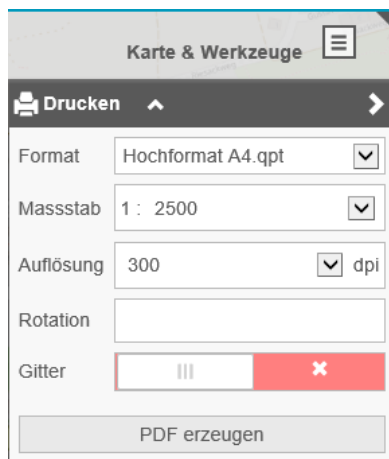 Karte & Werkzeuge
Drucken
Format Hochformat A4.qpt
Massstab 1 : 2500
Auflösung 300 dpi
Rotation
Gitter
PDF erzeugen